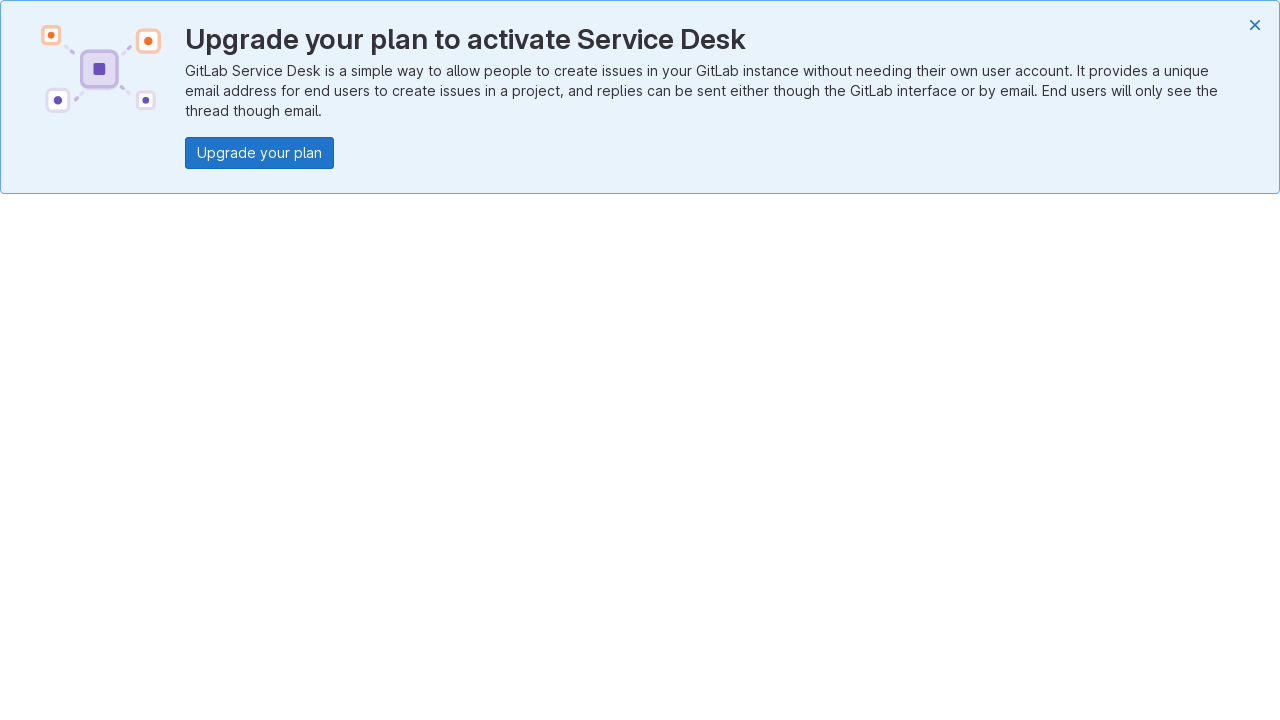 Upgrade your plan to activate Service Desk
GitLab Service Desk is a simple way to allow people to create issues in your GitLab instance without needing their own user account. It provides a unique
email address for end users to create issues in a project, and replies can be sent either though the GitLab interface or by email. End users will only see the
thread though email.
Upgrade your plan